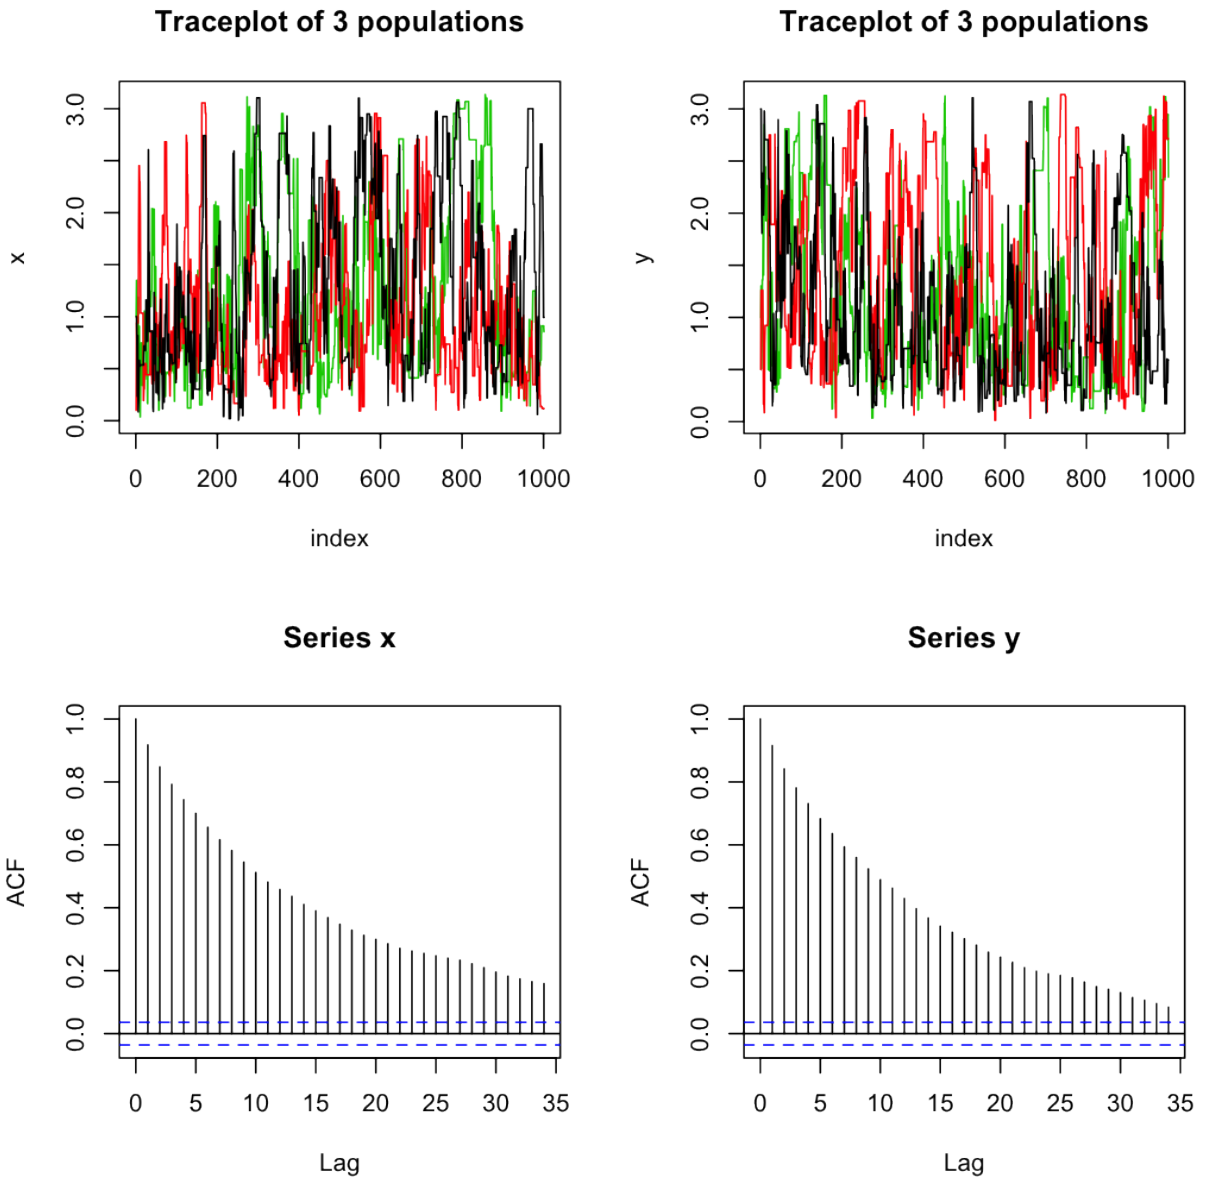 Traceplot of 3 populations
x
0.0 1.0 2.0 3.0
0 200 400 600 800 1000
index
Traceplot of 3 populations
y
0.0 1.0 2.0 3.0
0 200 400 600 800 1000
index
Series x
ACF
0.0 0.2 0.4 0.6 0.8 1.0
0 5 10 15 20 25 30 35
Lag
Series y
ACF
0.0 0.2 0.4 0.6 0.8 1.0
0 5 10 15 20 25 30 35
Lag